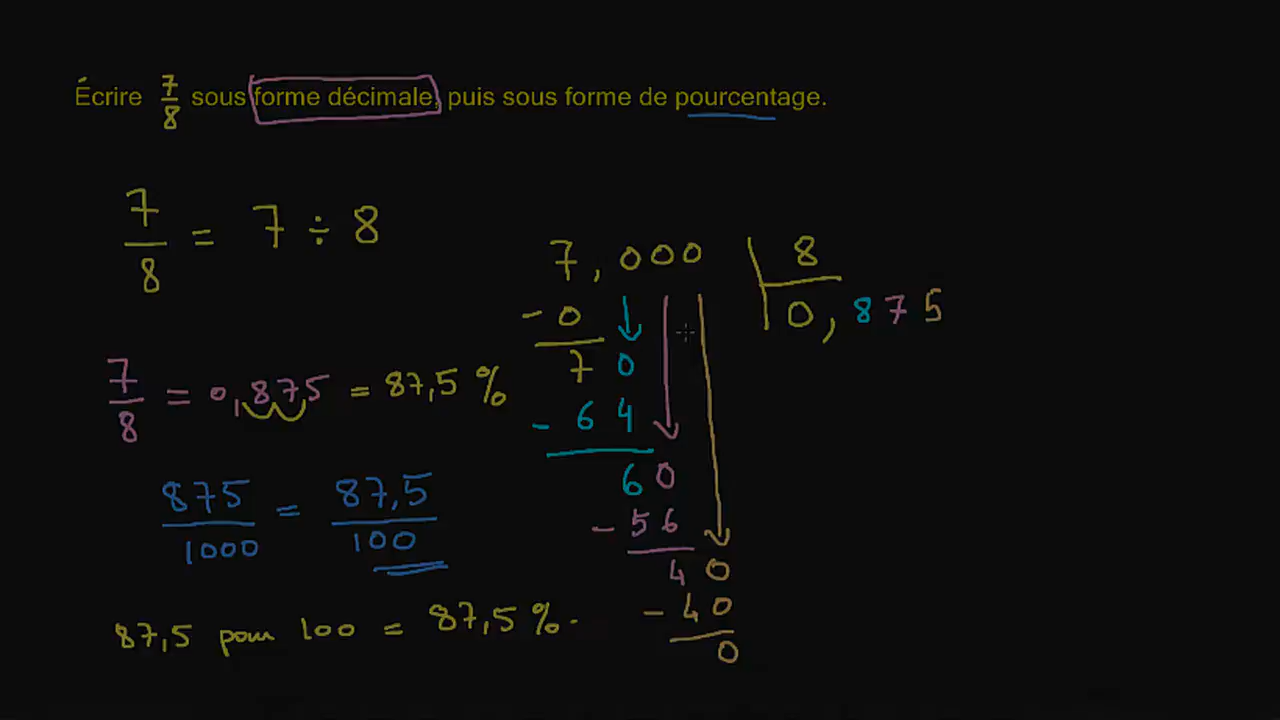 Écrire 7/8 sous forme décimale, puis sous forme de pourcentage.
7/8 = 7 ÷ 8
7,000 | 8
- 0 0,875
70
- 64
60
- 56
40
- 40
0
7/8 = 0,875 = 87,5 %
875/1000 = 87,5/100
87,5 pour 100 = 87,5 %.